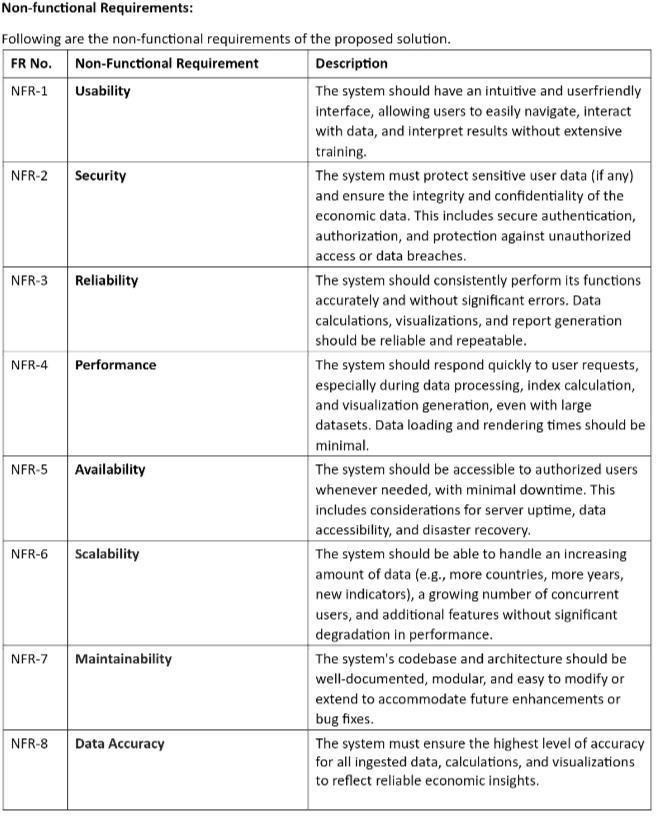 Non-functional Requirements:
Following are the non-functional requirements of the proposed solution.
FR No. Non-Functional Requirement Description
NFR-1 Usability The system should have an intuitive and userfriendly
interface, allowing users to easily navigate, interact
with data, and interpret results without extensive
training.
NFR-2 Security The system must protect sensitive user data (if any)
and ensure the integrity and confidentiality of the
economic data. This includes secure authentication,
authorization, and protection against unauthorized
access or data breaches.
NFR-3 Reliability The system should consistently perform its functions
accurately and without significant errors. Data
calculations, visualizations, and report generation
should be reliable and repeatable.
NFR-4 Performance The system should respond quickly to user requests,
especially during data processing, index calculation,
and visualization generation, even with large
datasets. Data loading and rendering times should be
minimal.
NFR-5 Availability The system should be accessible to authorized users
whenever needed, with minimal downtime. This
includes considerations for server uptime, data
accessibility, and disaster recovery.
NFR-6 Scalability The system should be able to handle an increasing
amount of data (e.g., more countries, more years,
new indicators), a growing number of concurrent
users, and additional features without significant
degradation in performance.
NFR-7 Maintainability The system's codebase and architecture should be
well-documented, modular, and easy to modify or
extend to accommodate future enhancements or
bug fixes.
NFR-8 Data Accuracy The system must ensure the highest level of accuracy
for all ingested data, calculations, and visualizations
to reflect reliable economic insights.